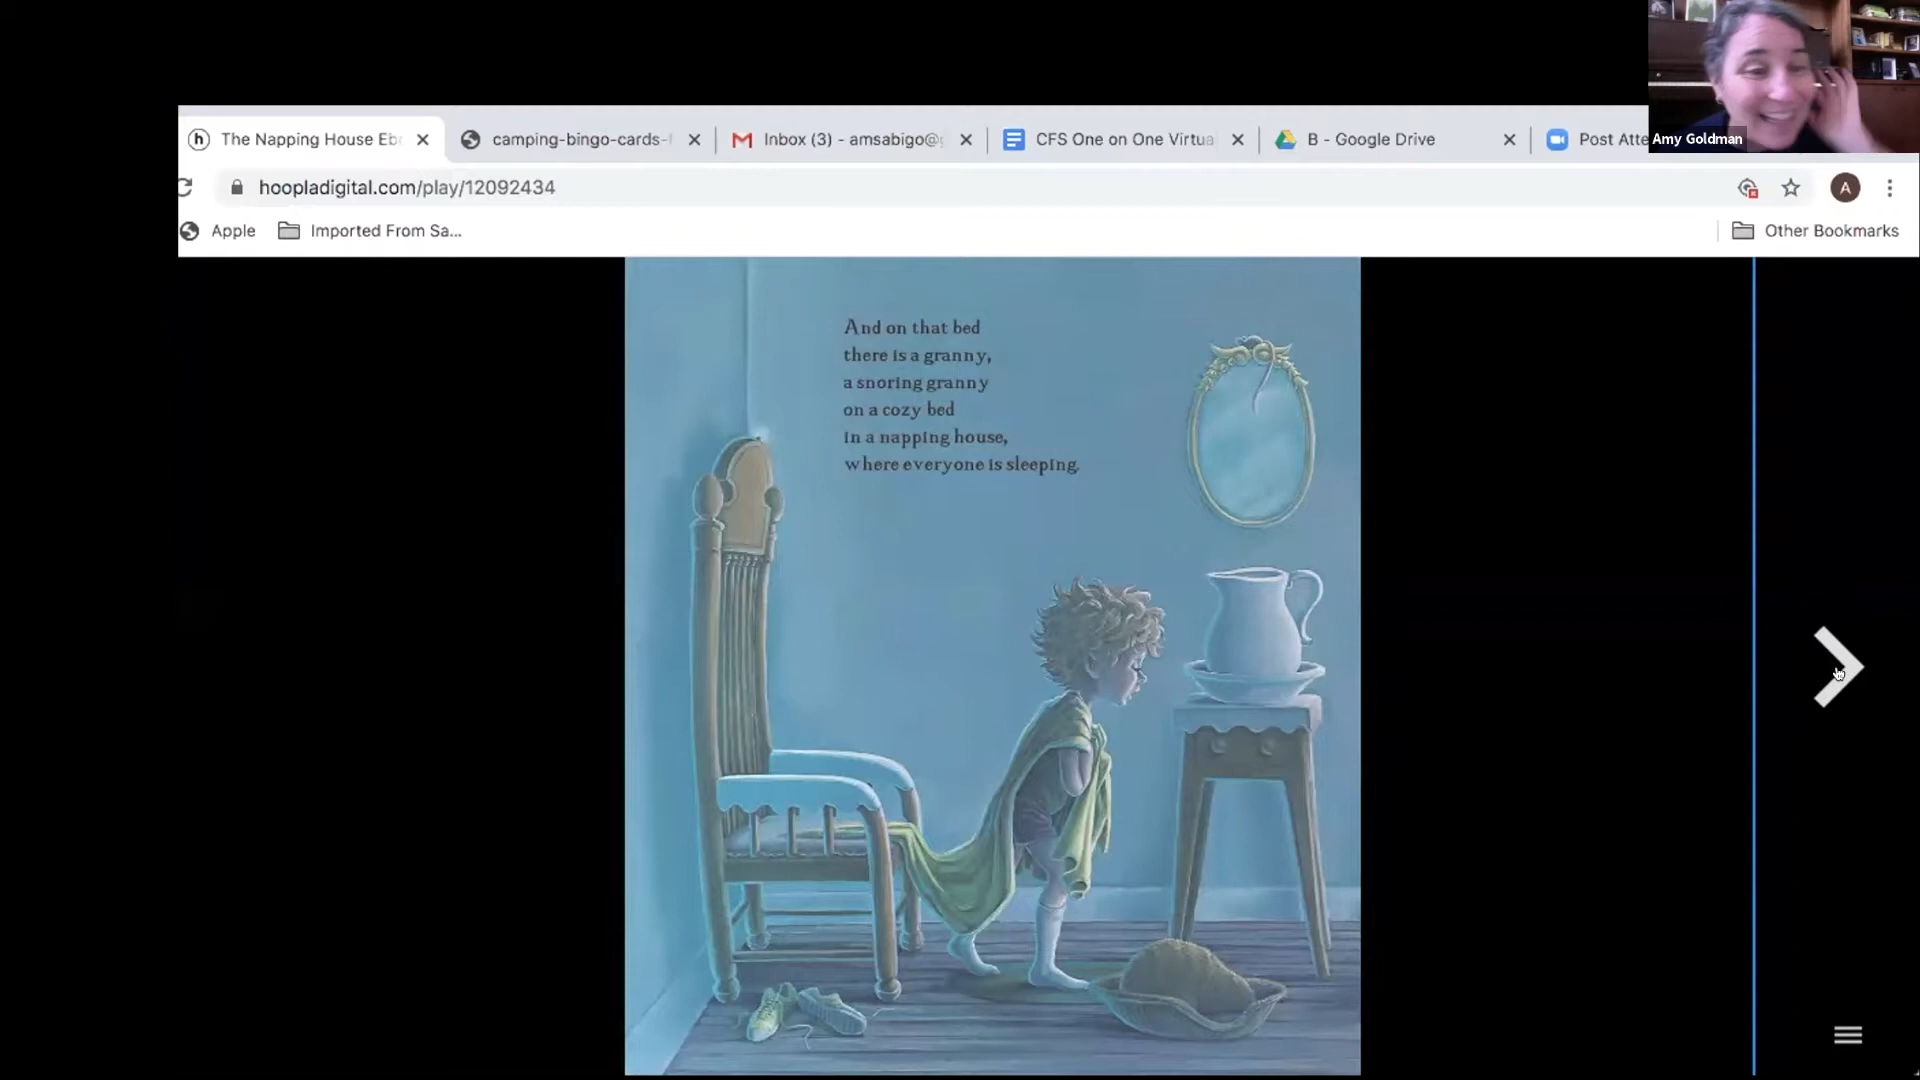 The Napping House Eb
camping-bingo-cards-
Inbox (3) - amsabigo@
CFS One on One Virtua
B - Google Drive
Post Atte
Amy Goldman
hoopladigital.com/play/12092434
A
Apple
Imported From Sa...
Other Bookmarks
And on that bed
there is a granny,
a snoring granny
on a cozy bed
in a napping house,
where everyone is sleeping.